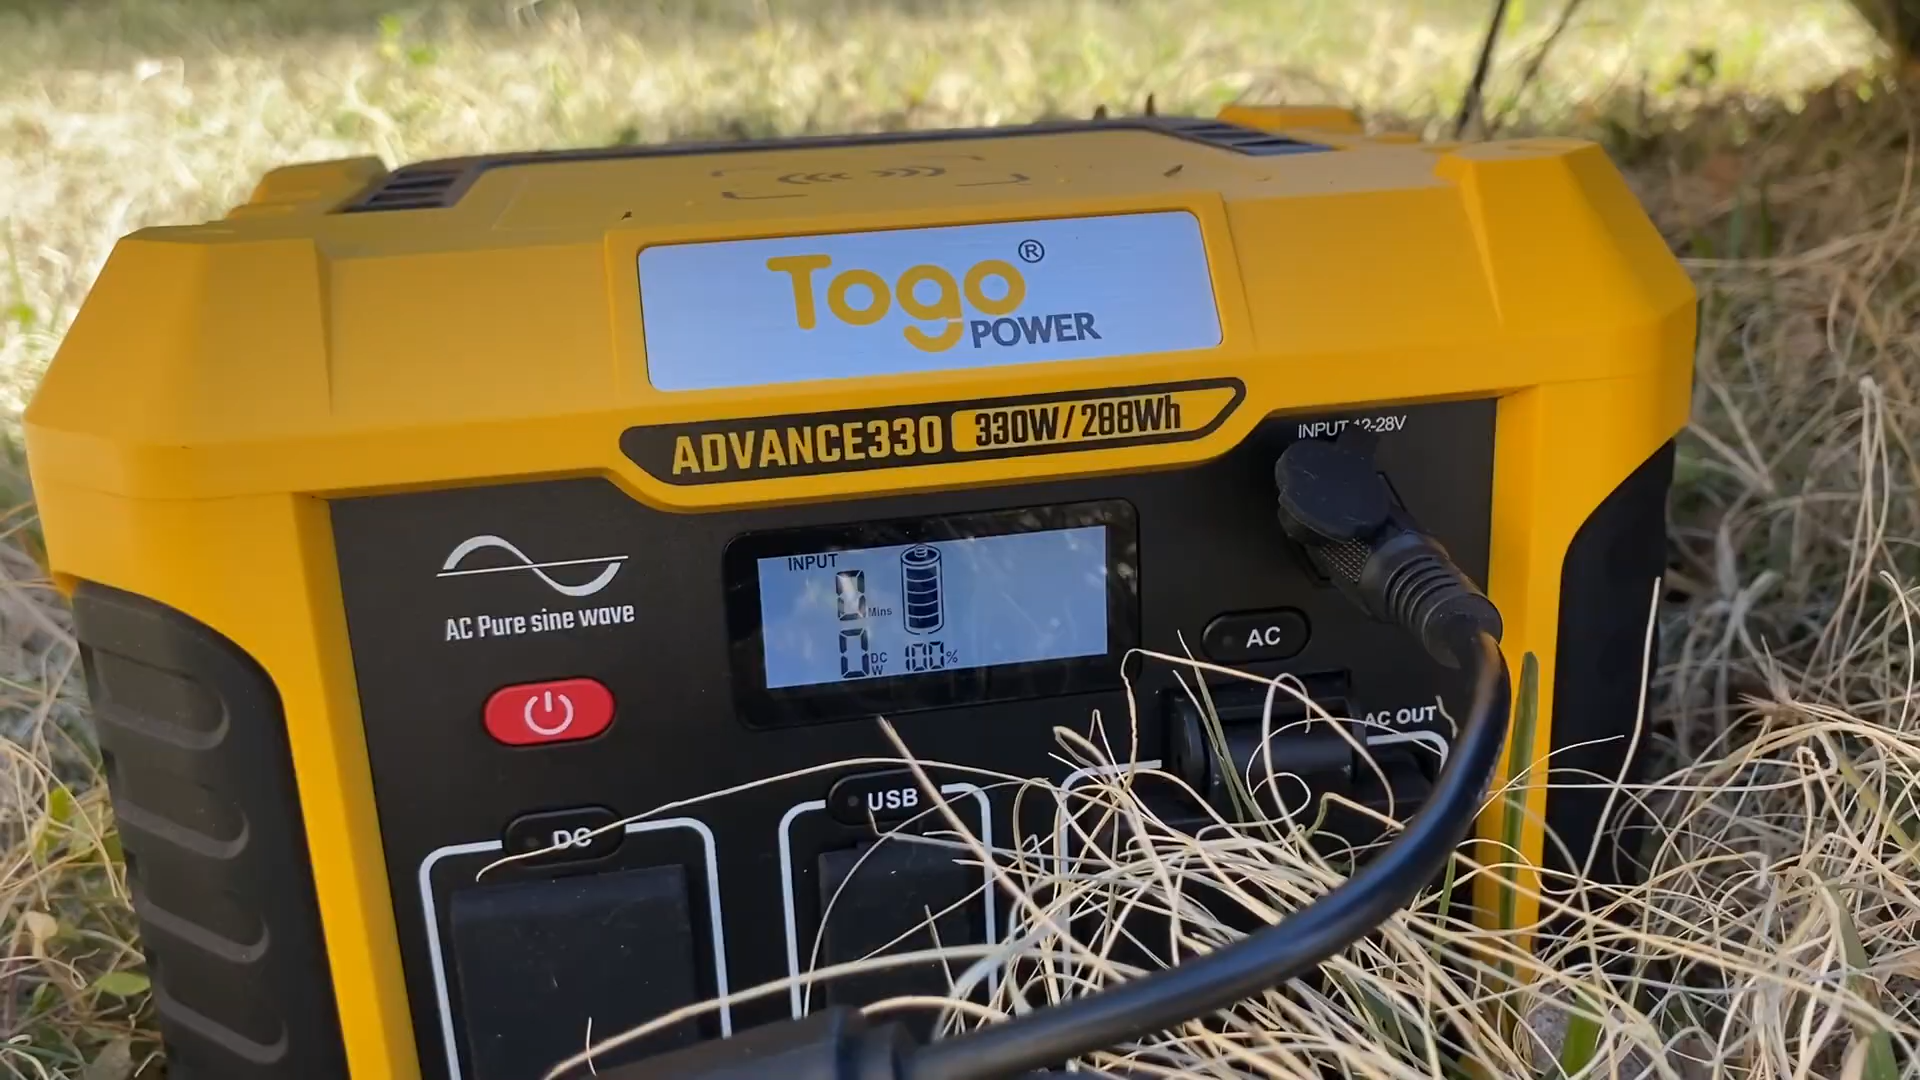 Togo®
POWER
ADVANCE330 330W/288Wh
INPUT 12-28V
INPUT
0 Mins
0 DC W 100%
AC Pure sine wave
AC
AC OUT
USB
DC